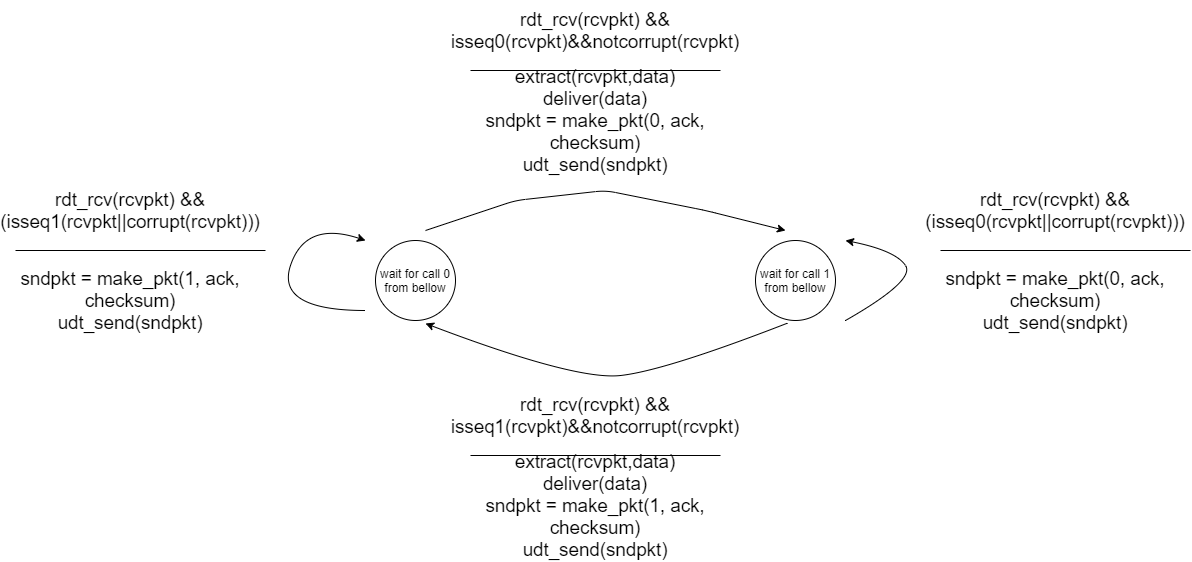 rdt_rcv(rcvpkt) &&
isseq0(rcvpkt)&&notcorrupt(rcvpkt)
extract(rcvpkt,data)
deliver(data)
sndpkt = make_pkt(0, ack,
checksum)
udt_send(sndpkt)
rdt_rcv(rcvpkt) &&
(isseq1(rcvpkt||corrupt(rcvpkt)))
sndpkt = make_pkt(1, ack,
checksum)
udt_send(sndpkt)
wait for call 0
from bellow
wait for call 1
from bellow
rdt_rcv(rcvpkt) &&
(isseq0(rcvpkt||corrupt(rcvpkt)))
sndpkt = make_pkt(0, ack,
checksum)
udt_send(sndpkt)
rdt_rcv(rcvpkt) &&
isseq1(rcvpkt)&&notcorrupt(rcvpkt)
extract(rcvpkt,data)
deliver(data)
sndpkt = make_pkt(1, ack,
checksum)
udt_send(sndpkt)